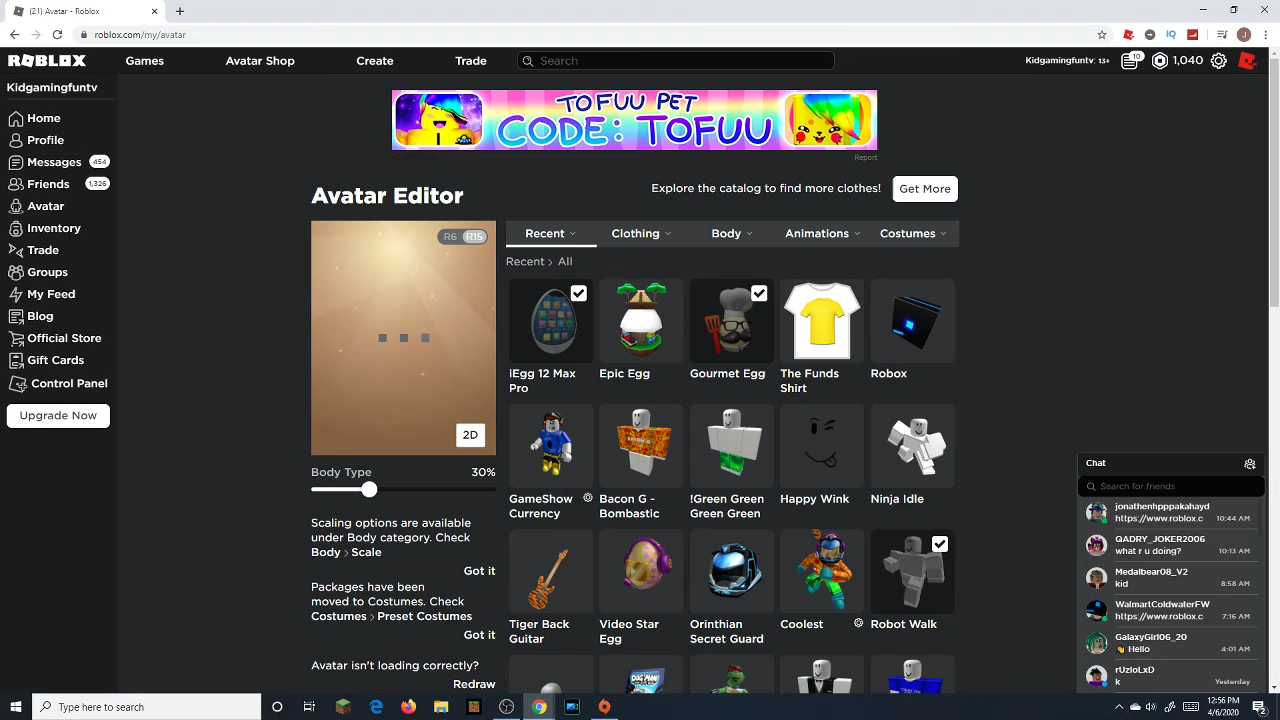 (21) Avatar - Roblox
roblox.com/my/avatar
IQ
J
ROBLOX
Games
Avatar Shop
Create
Trade
Search
Kidgamingfuntv: 13+
10
1,040
Kidgamingfuntv
Home
Profile
Messages
454
Friends
1,326
Avatar
Inventory
Trade
Groups
My Feed
Blog
Official Store
Gift Cards
Control Panel
Upgrade Now
TOFUU PET
CODE: TOFUU
Report
Avatar Editor
Explore the catalog to find more clothes!
Get More
R6 R15
2D
Body Type
30%
Scaling options are available
under Body category. Check
Body > Scale
Got it
Packages have been
moved to Costumes. Check
Costumes > Preset Costumes
Got it
Avatar isn't loading correctly?
Redraw
Recent
Clothing
Body
Animations
Costumes
Recent > All
iEgg 12 Max
Pro
Epic Egg
Gourmet Egg
The Funds
Shirt
Robox
GameShow
Currency
Bacon G -
Bombastic
!Green Green
Green Green
Happy Wink
Ninja Idle
Tiger Back
Guitar
Video Star
Egg
Orinthian
Secret Guard
Coolest
Robot Walk
DOG MAN
Chat
Search for friends
jonathenhpppakahayd
https://www.roblox.c
10:44 AM
QADRY_JOKER2006
what r u doing?
10:13 AM
Medalbear08_V2
kid
8:58 AM
WalmartColdwaterFW
https://www.roblox.c
7:16 AM
GalaxyGirl06_20
👋 Hello
4:01 AM
rUzloLxD
k
Yesterday
Type here to search
12:56 PM
4/6/2020
2